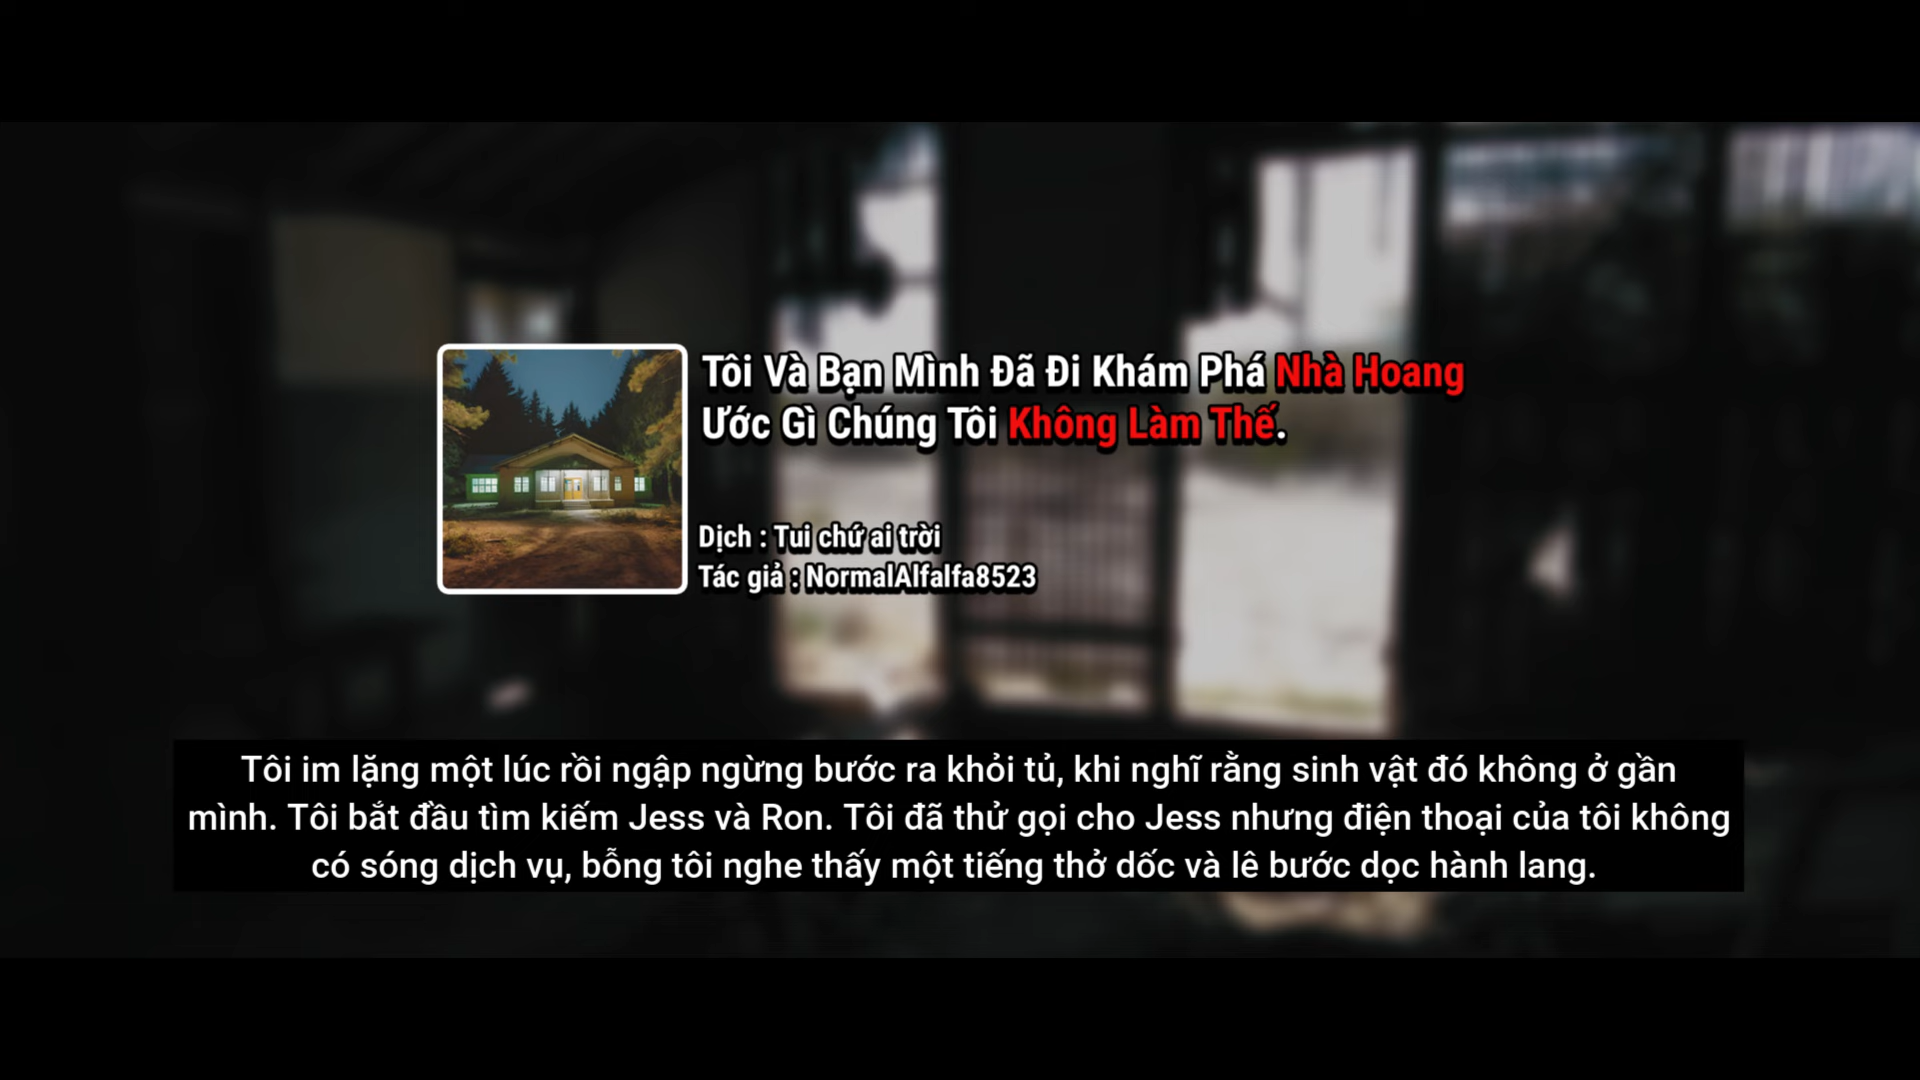 Tôi Và Bạn Mình Đã Đi Khám Phá Nhà Hoang
Ước Gì Chúng Tôi Không Làm Thế.
Dịch : Tui chứ ai trời
Tác giả : NormalAlfalfa8523
Tôi im lặng một lúc rồi ngập ngừng bước ra khỏi tủ, khi nghĩ rằng sinh vật đó không ở gần
mình. Tôi bắt đầu tìm kiếm Jess và Ron. Tôi đã thử gọi cho Jess nhưng điện thoại của tôi không
có sóng dịch vụ, bỗng tôi nghe thấy một tiếng thở dốc và lê bước dọc hành lang.